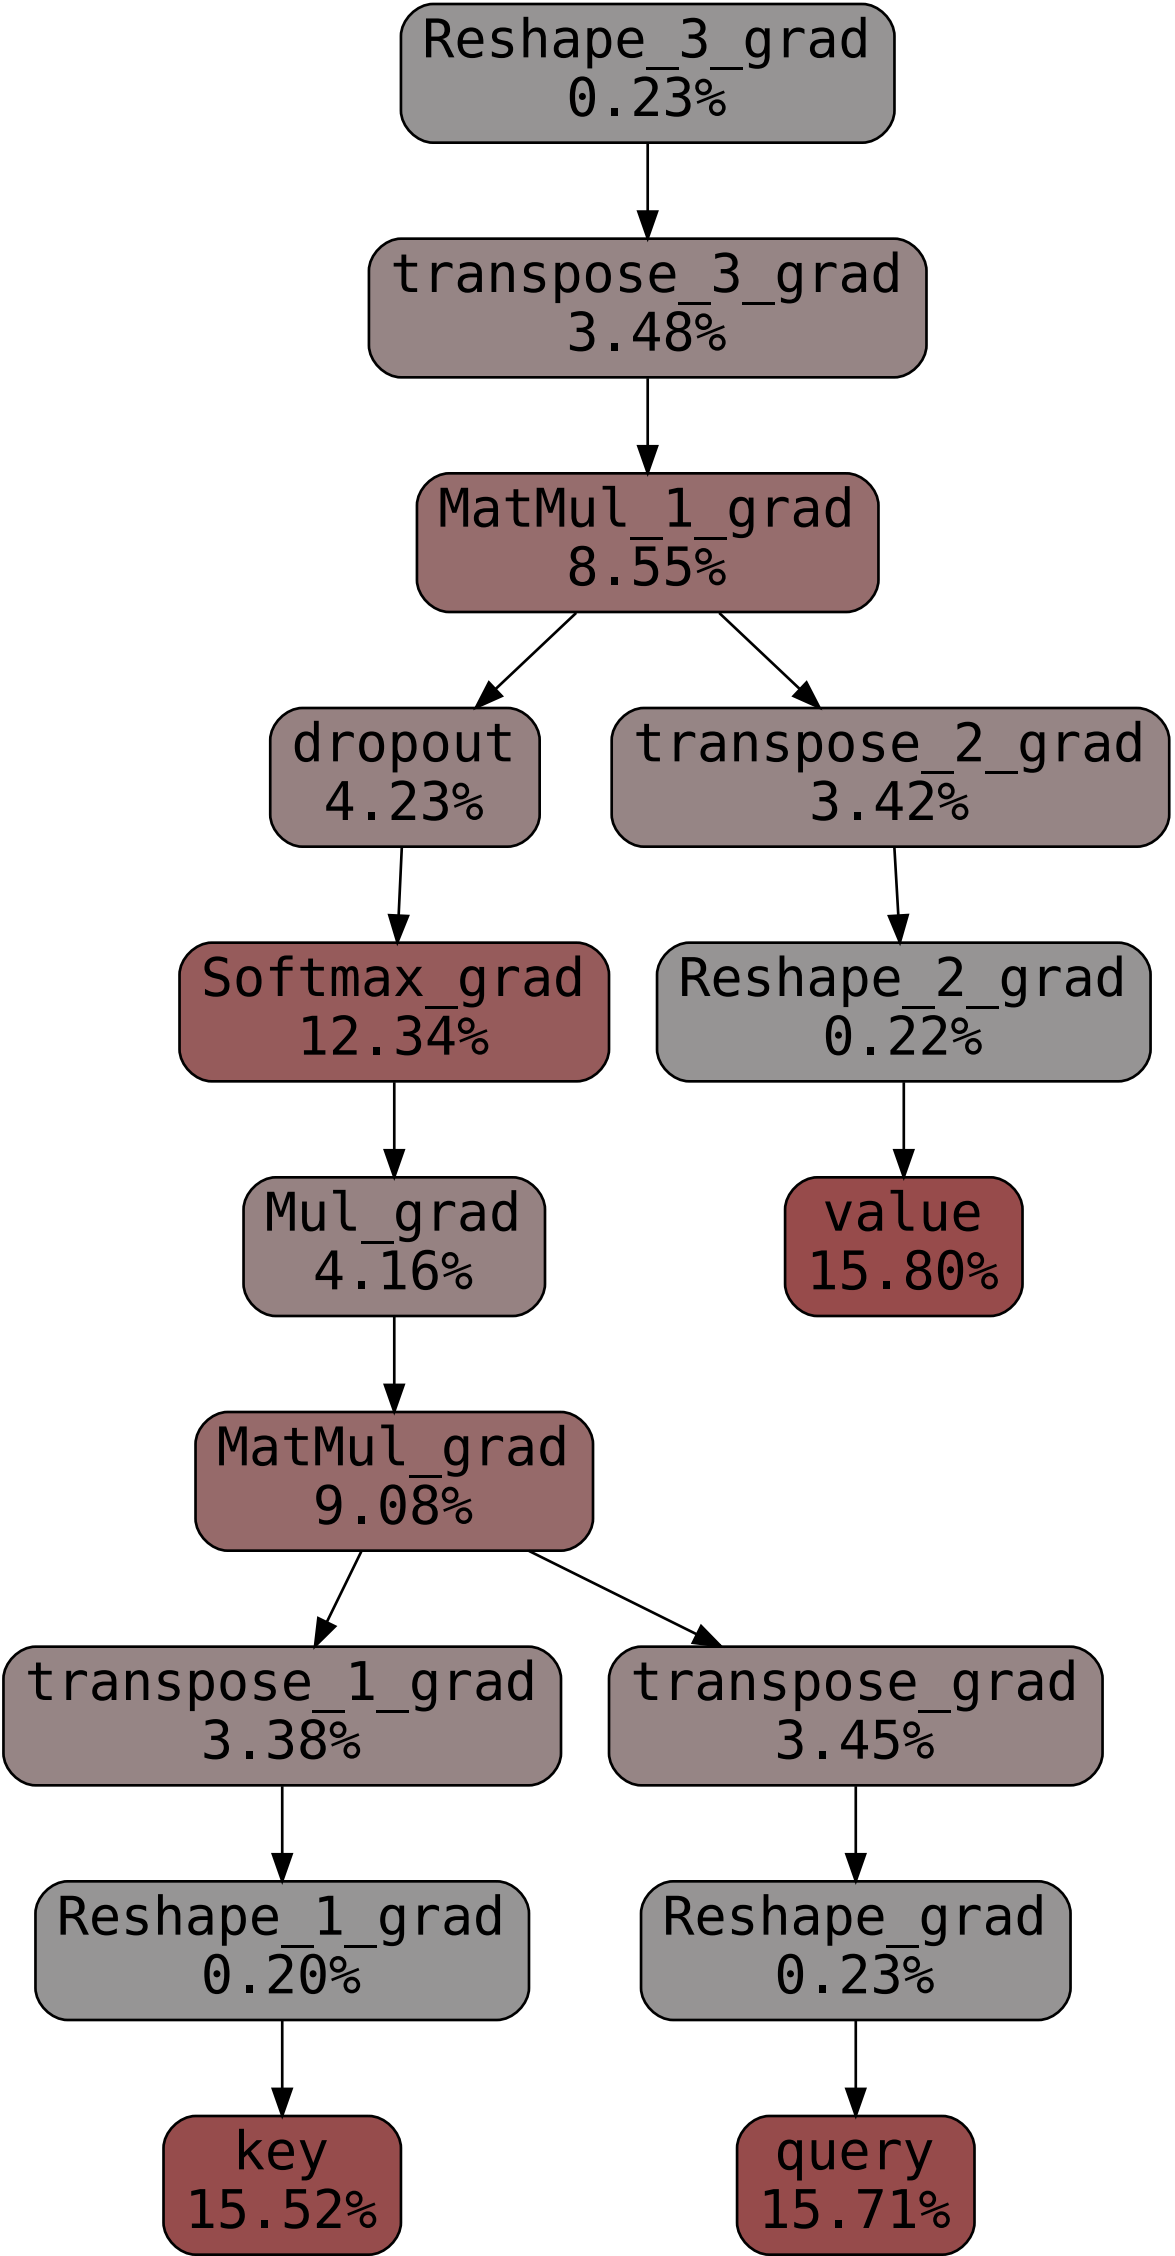 Reshape_3_grad
0.23%
transpose_3_grad
3.48%
MatMul_1_grad
8.55%
dropout
4.23%
transpose_2_grad
3.42%
Softmax_grad
12.34%
Reshape_2_grad
0.22%
Mul_grad
4.16%
value
15.80%
MatMul_grad
9.08%
transpose_1_grad
3.38%
transpose_grad
3.45%
Reshape_1_grad
0.20%
Reshape_grad
0.23%
key
15.52%
query
15.71%